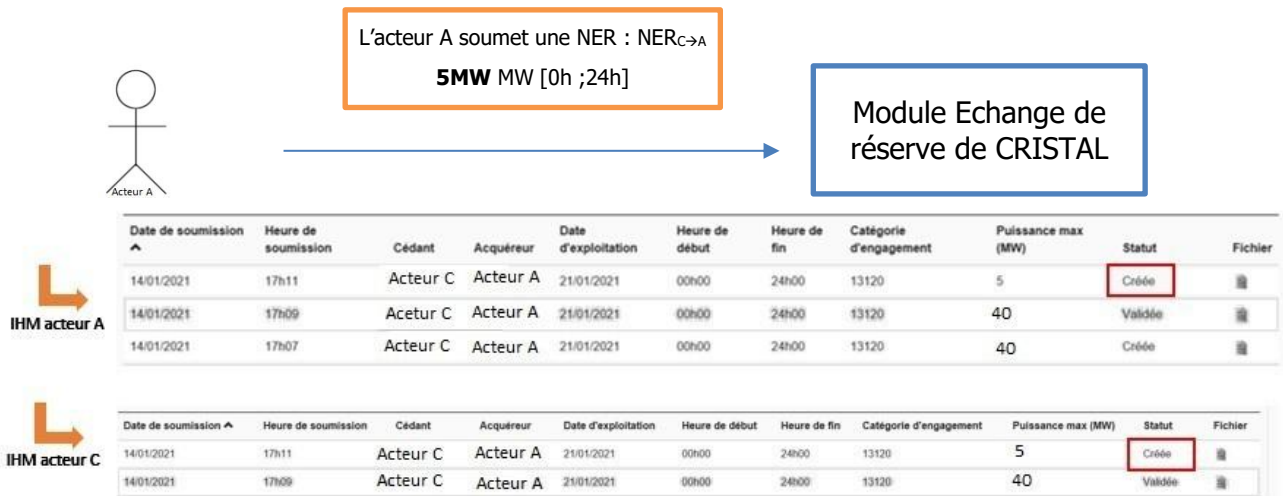 L'acteur A soumet une NER : NERC→A
5MW MW [0h ;24h]
Module Echange de
réserve de CRISTAL
Acteur A
Date de soumission Heure de soumission Cédant Acquéreur Date d'exploitation Heure de début Heure de fin Catégorie d'engagement Puissance max (MW) Statut Fichier
14/01/2021 17h11 Acteur C Acteur A 21/01/2021 00h00 24h00 13120 5 Créée
IHM acteur A
14/01/2021 17h09 Acetur C Acteur A 21/01/2021 00h00 24h00 13120 40 Validée
14/01/2021 17h07 Acteur C Acteur A 21/01/2021 00h00 24h00 13120 40 Créée
Date de soumission Heure de soumission Cédant Acquéreur Date d'exploitation Heure de début Heure de fin Catégorie d'engagement Puissance max (MW) Statut Fichier
IHM acteur C
14/01/2021 17h11 Acteur C Acteur A 21/01/2021 00h00 24h00 13120 5 Créée
14/01/2021 17h09 Acteur C Acteur A 21/01/2021 00h00 24h00 13120 40 Validée